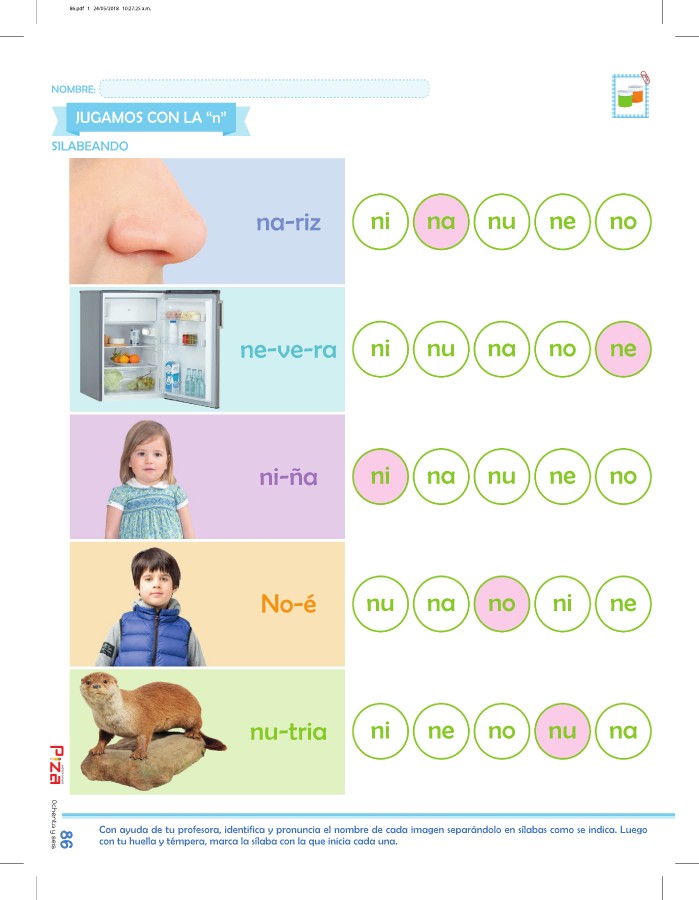 86.pdf 1 24/05/2018 10:27:25 a.m.
NOMBRE:
JUGAMOS CON LA “n”
SILABEANDO
na-riz
ni na nu ne no
ne-ve-ra
ni nu na no ne
ni-ña
ni na nu ne no
No-é
nu na no ni ne
nu-tria
ni ne no nu na
Piza
Ochenta y seis
86
Con ayuda de tu profesora, identifica y pronuncia el nombre de cada imagen separándolo en sílabas como se indica. Luego
con tu huella y témpera, marca la sílaba con la que inicia cada una.